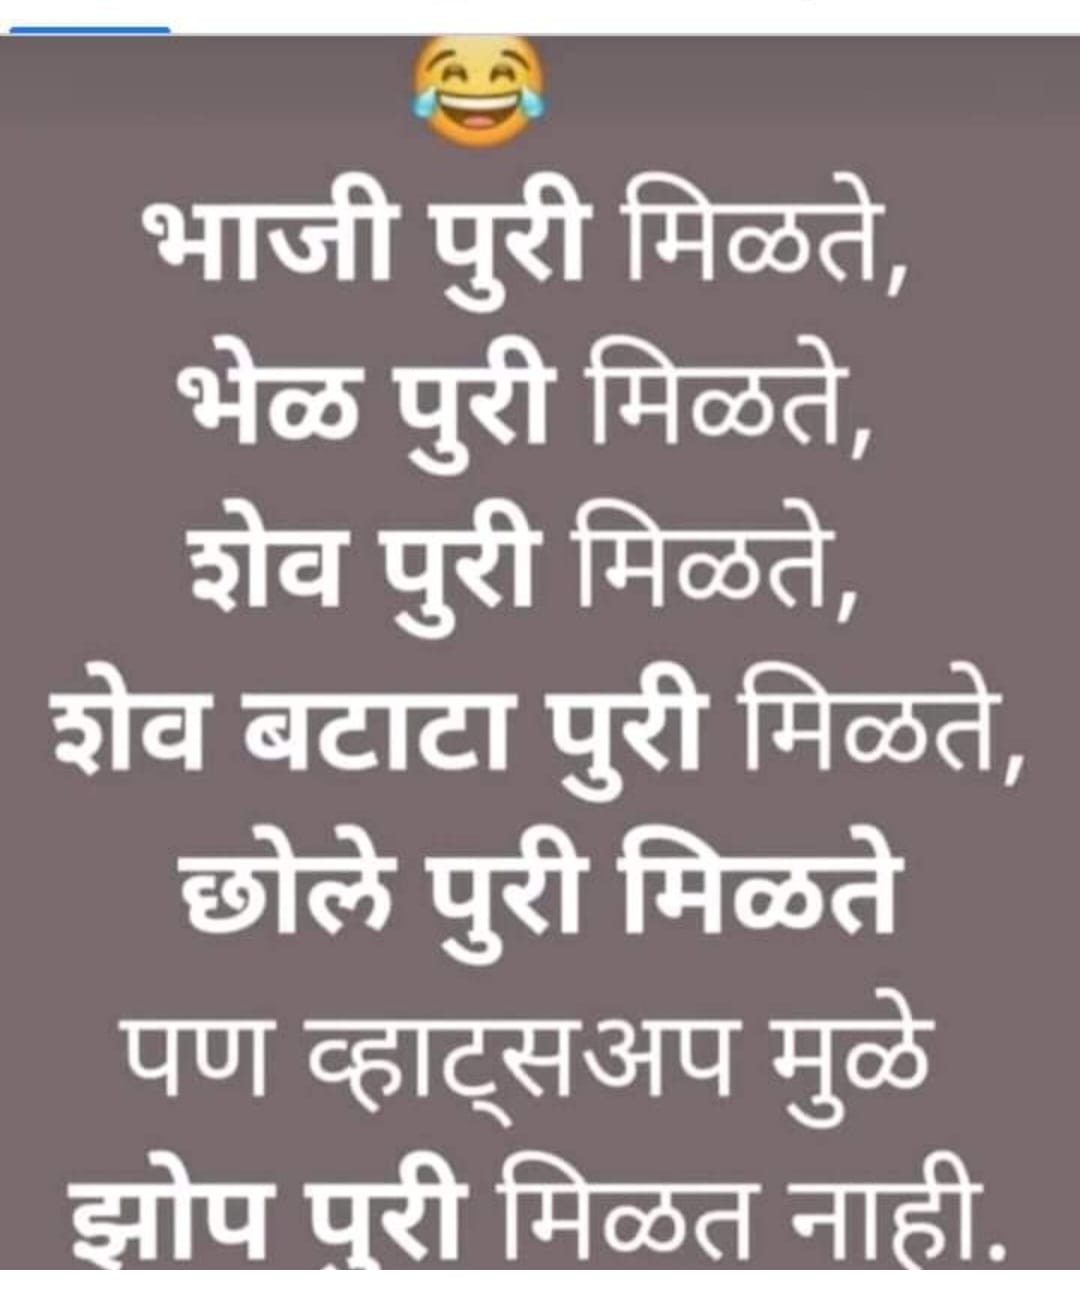 भाजी पुरी मिळते,
भेळ पुरी मिळते,
शेव पुरी मिळते,
शेव बटाटा पुरी मिळते,
छोले पुरी मिळते
पण व्हाट्सअप मुळे
झोप पुरी मिळत नाही.